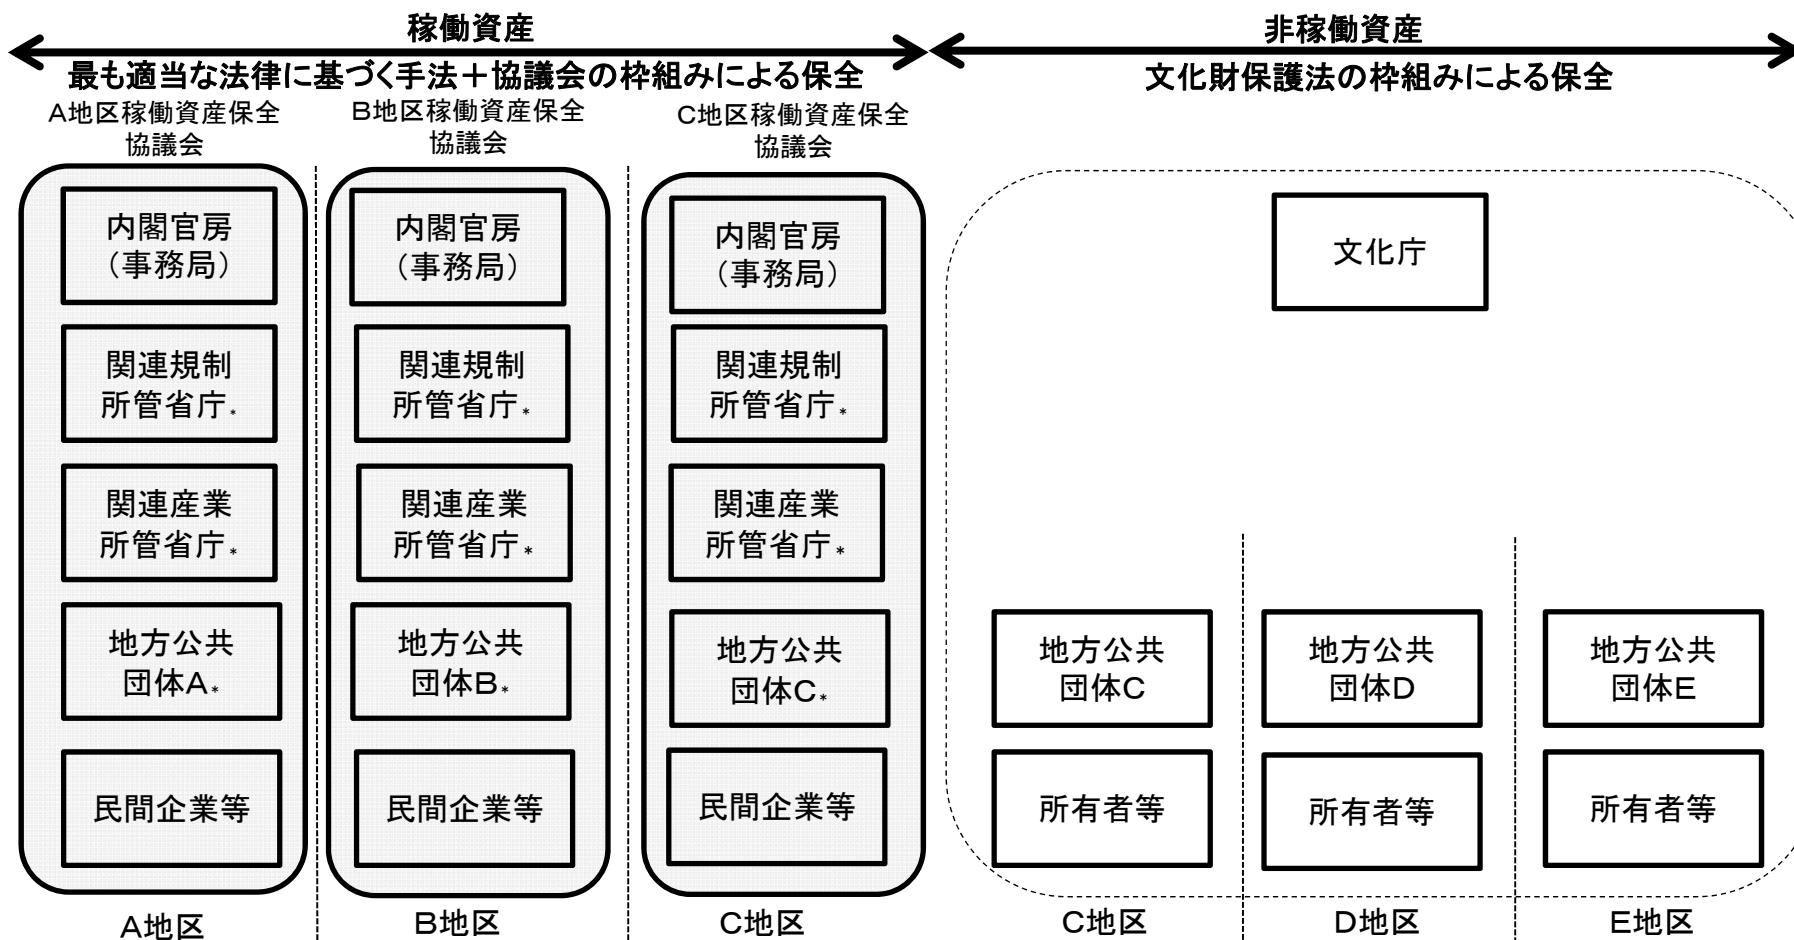 稼働資産
最も適当な法律に基づく手法＋協議会の枠組みによる保全
A地区稼働資産保全
協議会
内閣官房
（事務局）
関連規制
所管省庁*
関連産業
所管省庁*
地方公共
団体A*
民間企業等
A地区
B地区稼働資産保全
協議会
内閣官房
（事務局）
関連規制
所管省庁*
関連産業
所管省庁*
地方公共
団体B*
民間企業等
B地区
C地区稼働資産保全
協議会
内閣官房
（事務局）
関連規制
所管省庁*
関連産業
所管省庁*
地方公共
団体C*
民間企業等
C地区
非稼働資産
文化財保護法の枠組みによる保全
文化庁
地方公共
団体C
所有者等
C地区
地方公共
団体D
所有者等
D地区
地方公共
団体E
所有者等
E地区